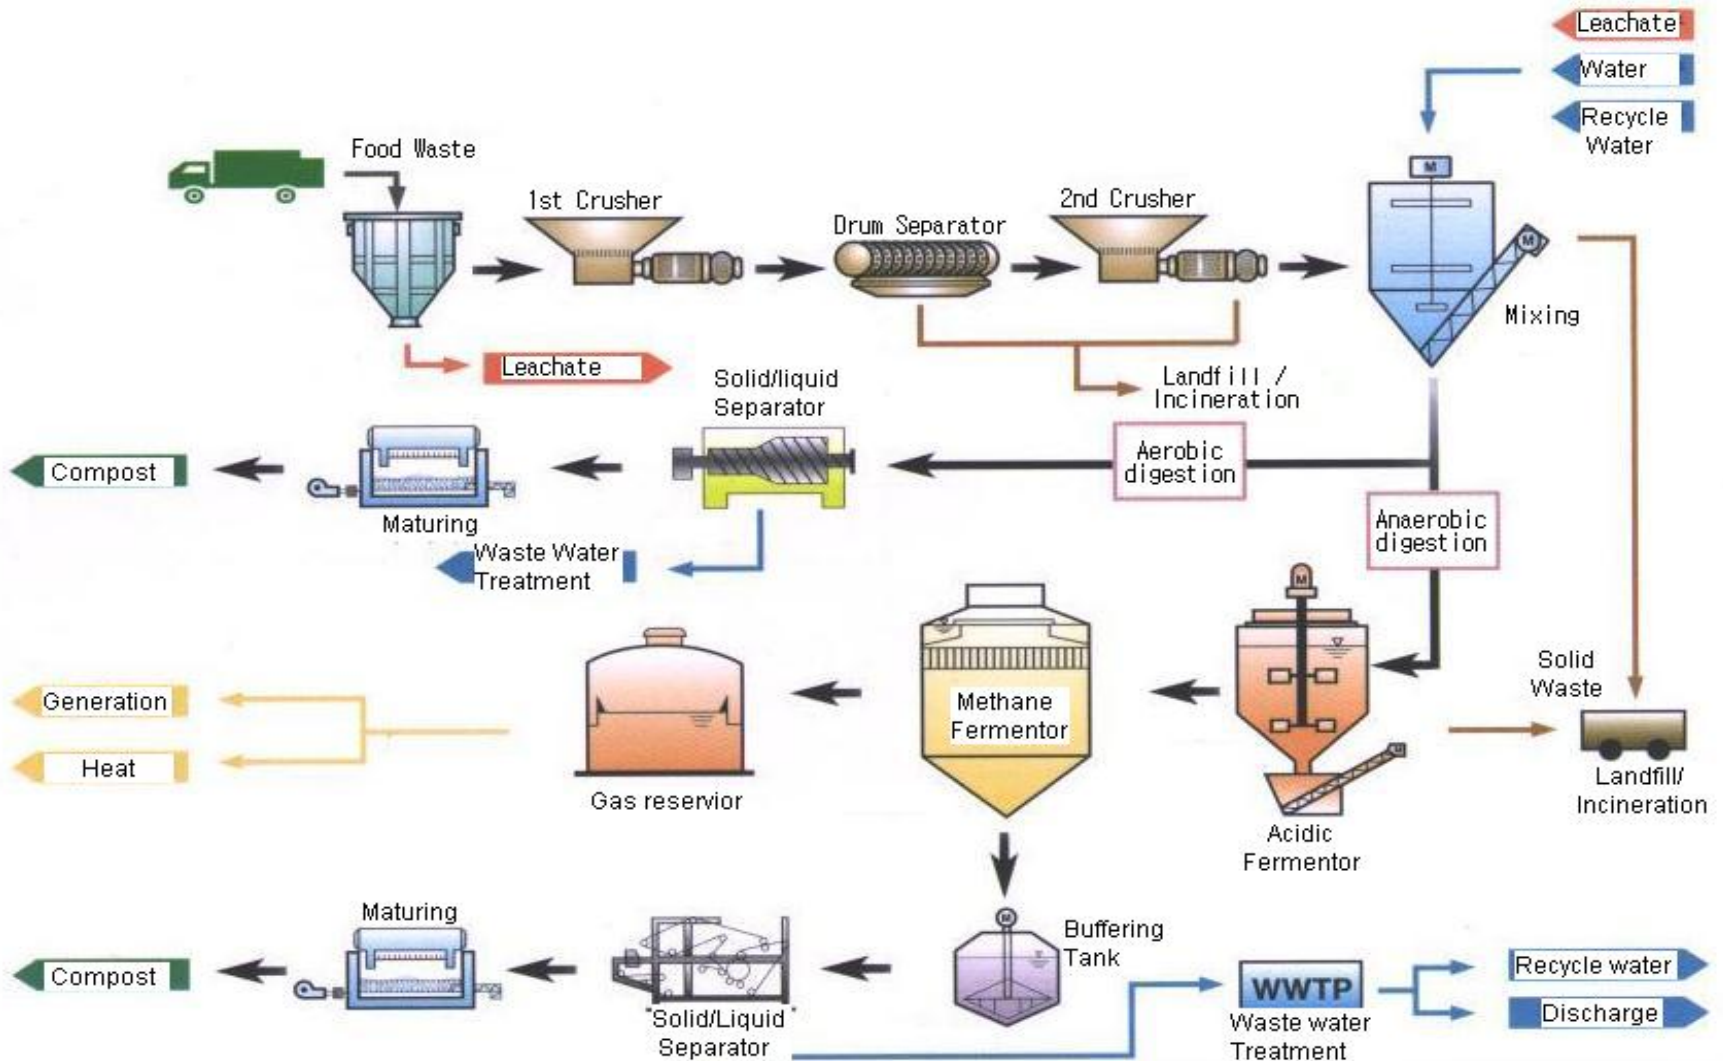 Leachate
Water
Recycle
Water
Food Waste
M
1st Crusher
2nd Crusher
Drum Separator
M
Mixing
Leachate
Landfill /
Incineration
Solid/liquid
Separator
Aerobic
digestion
Compost
Maturing
Anaerobic
digestion
Waste Water
Treatment
M
Solid
Waste
Generation
Methane
Fermentor
Heat
Gas reservior
Landfill/
Incineration
Acidic
Fermentor
Maturing
M
Buffering
Tank
Compost
Recycle water
WWTP
Discharge
"Solid/Liquid"
Separator
Waste water
Treatment